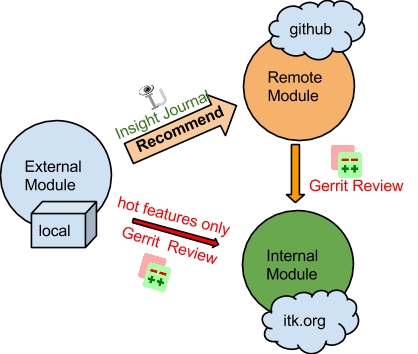 github
Remote
Module
Insight Journal
Recommend
External
Module
local
Gerrit Review
hot features only
Gerrit Review
Internal
Module
itk.org